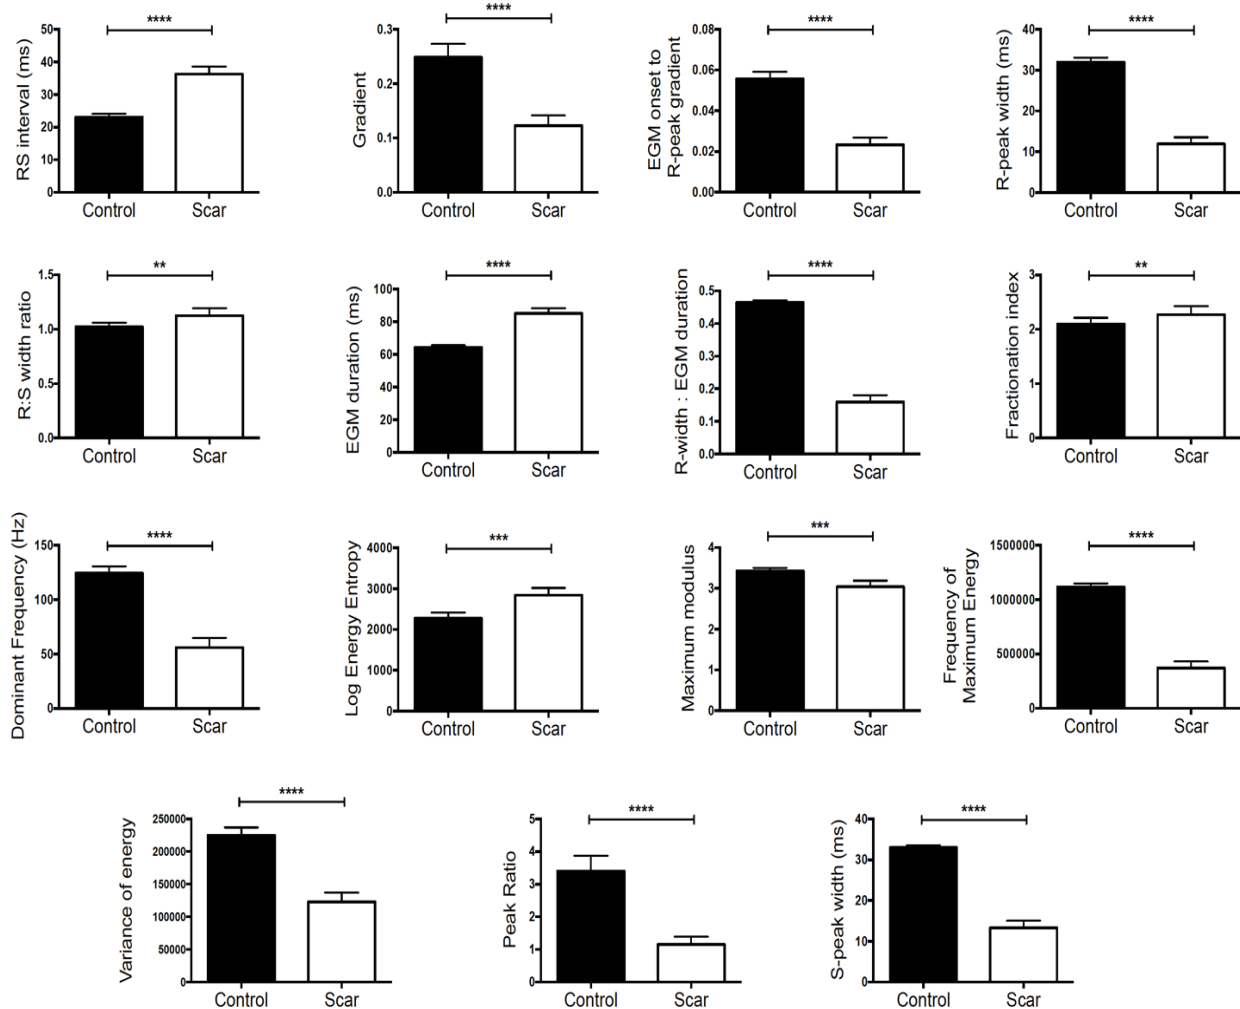 ****
RS interval (ms)
50
40
30
20
10
0
Control Scar
****
Gradient
0.3
0.2
0.1
0.0
Control Scar
****
EGM onset to
R-peak gradient
0.08
0.06
0.04
0.02
0.00
Control Scar
****
R-peak width (ms)
40
30
20
10
0
Control Scar
**
R:S width ratio
1.5
1.0
0.5
0.0
Control Scar
****
EGM duration (ms)
100
80
60
40
20
0
Control Scar
****
R-width : EGM duration
0.5
0.4
0.3
0.2
0.1
0.0
Control Scar
**
Fractionation index
3
2
1
0
Control Scar
****
Dominant Frequency (Hz)
150
100
50
0
Control Scar
***
Log Energy Entropy
4000
3000
2000
1000
0
Control Scar
***
Maximum modulus
4
3
2
1
0
Control Scar
****
Frequency of
Maximum Energy
1500000
1000000
500000
0
Control Scar
****
Variance of energy
250000
200000
150000
100000
50000
0
Control Scar
****
Peak Ratio
5
4
3
2
1
0
Control Scar
****
S-peak width (ms)
40
30
20
10
0
Control Scar